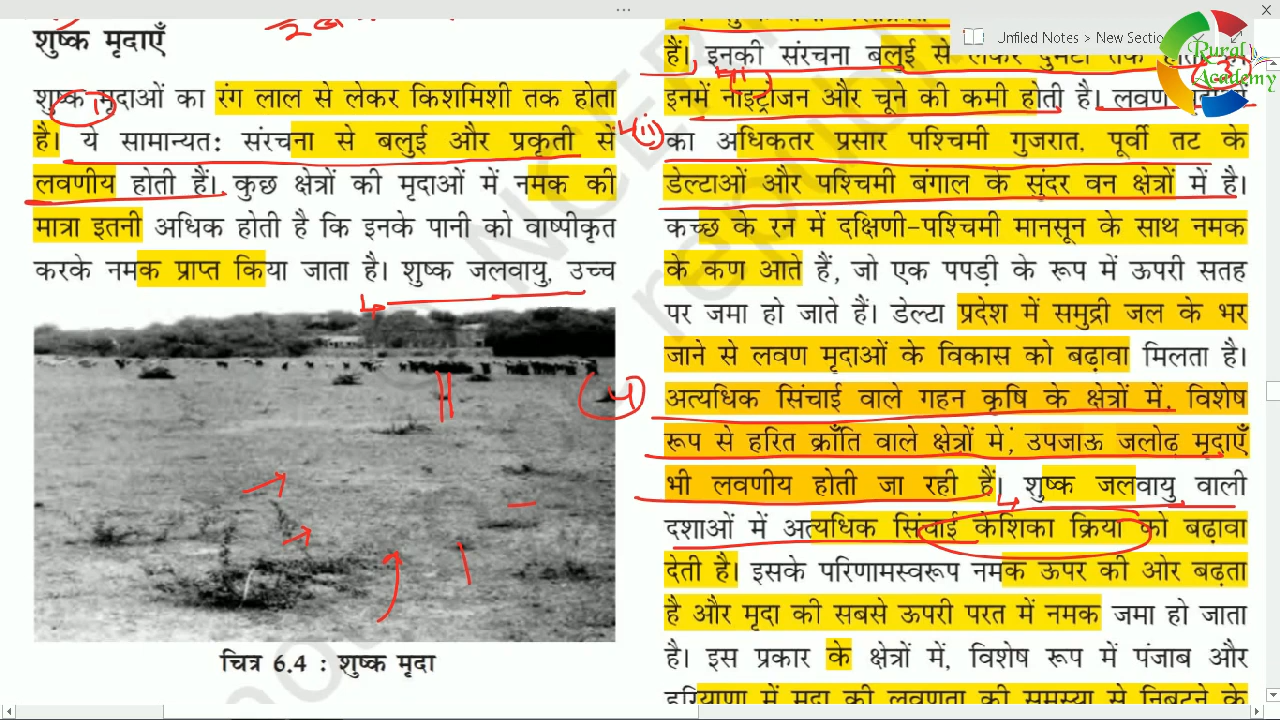 शुष्क मृदाएँ
शुष्क मृदाओं का रंग लाल से लेकर किशमिशी तक होता
है। ये सामान्यतः संरचना से बलुई और प्रकृती सें
लवणीय होती हैं। कुछ क्षेत्रों की मृदाओं में नमक की
मात्रा इतनी अधिक होती है कि इनके पानी को वाष्पीकृत
करके नमक प्राप्त किया जाता है। शुष्क जलवायु, उच्च
चित्र 6.4 : शुष्क मृदा
हैं। इनकी संरचना बलुई से लेकर दुमटी तक होती है।
इनमें नाइट्रोजन और चूने की कमी होती है। लवण
का अधिकतर प्रसार पश्चिमी गुजरात, पूर्वी तट के
डेल्टाओं और पश्चिमी बंगाल के सुंदर वन क्षेत्रों में है।
कच्छ के रन में दक्षिणी-पश्चिमी मानसून के साथ नमक
के कण आते हैं, जो एक पपड़ी के रूप में ऊपरी सतह
पर जमा हो जाते हैं। डेल्टा प्रदेश में समुद्री जल के भर
जाने से लवण मृदाओं के विकास को बढ़ावा मिलता है।
अत्यधिक सिंचाई वाले गहन कृषि के क्षेत्रों में, विशेष
रूप से हरित क्राँति वाले क्षेत्रों में, उपजाऊ जलोढ़ मृदाएँ
भी लवणीय होती जा रही हैं। शुष्क जलवायु वाली
दशाओं में अत्यधिक सिंचाई केशिका क्रिया को बढ़ावा
देती है। इसके परिणामस्वरूप नमक ऊपर की ओर बढ़ता
है और मृदा की सबसे ऊपरी परत में नमक जमा हो जाता
है। इस प्रकार के क्षेत्रों में, विशेष रूप में पंजाब और
हरियाणा में मृदा की लवणता की समस्या से निबटने के
Unfiled Notes > New Sectio
Rural
Academy